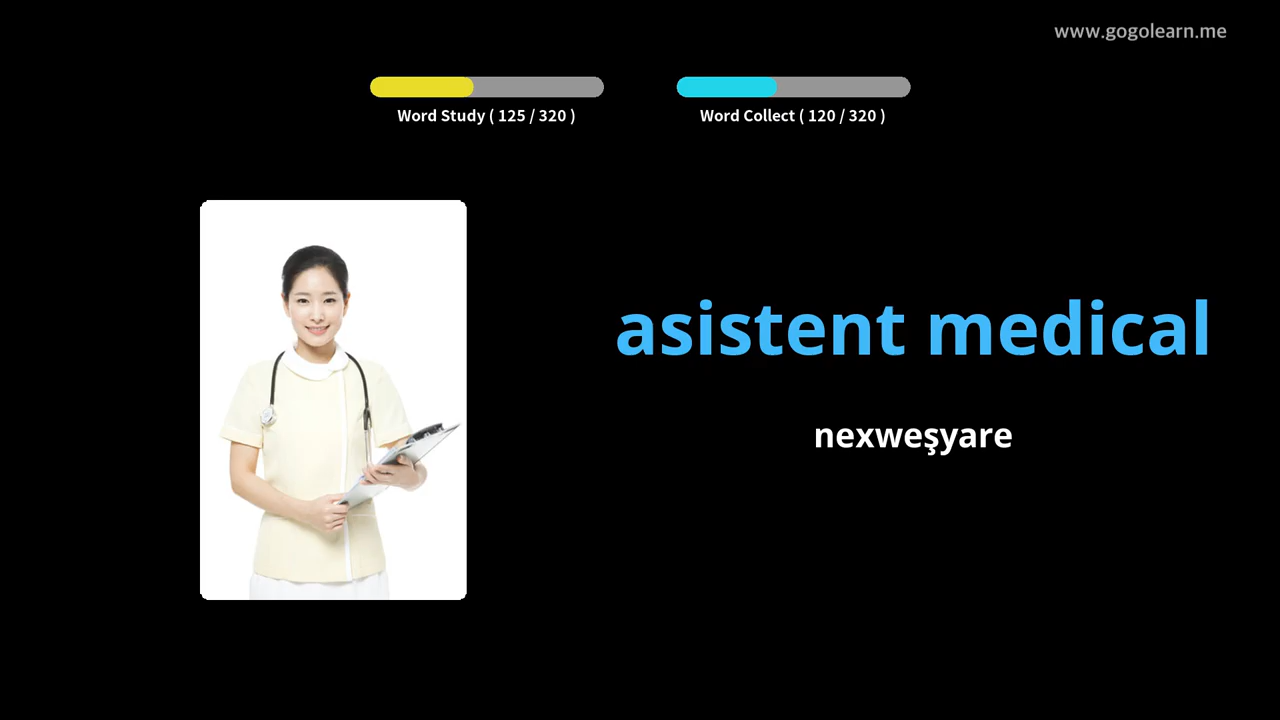 www.gogolearn.me
Word Study ( 125 / 320 )
Word Collect ( 120 / 320 )
asistent medical
nexweşyare